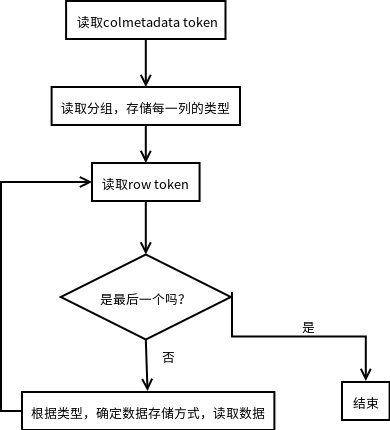 读取colmetadata token
读取分组，存储每一列的类型
读取row token
是最后一个吗？
是
否
结束
根据类型，确定数据存储方式，读取数据